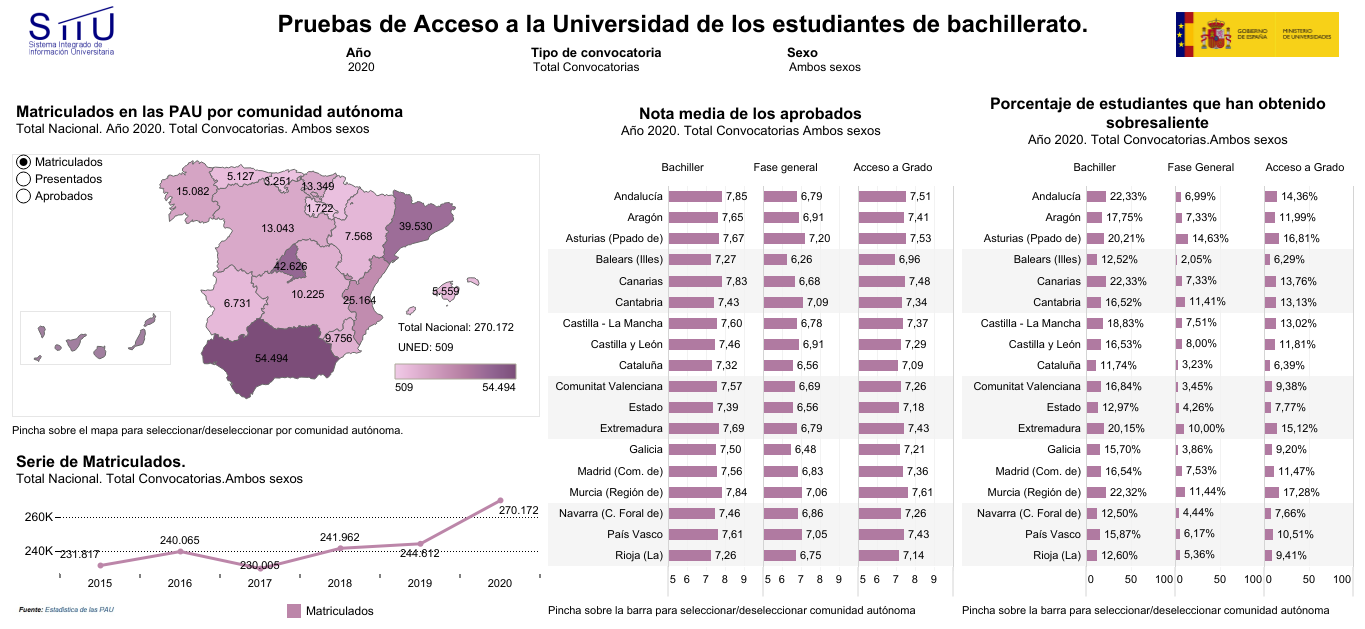 SIIU
Sistema Integrado de
Información Universitaria
Pruebas de Acceso a la Universidad de los estudiantes de bachillerato.
Año Tipo de convocatoria Sexo
2020 Total Convocatorias Ambos sexos
GOBIERNO DE ESPAÑA
MINISTERIO DE UNIVERSIDADES
Matriculados en las PAU por comunidad autónoma
Total Nacional. Año 2020. Total Convocatorias. Ambos sexos
Matriculados
Presentados
Aprobados
15.082
5.127
3.251
13.349
1.722
13.043
7.568
39.530
42.626
10.225
25.164
5.559
6.731
9.756
54.494
Total Nacional: 270.172
UNED: 509
509 54.494
Pincha sobre el mapa para seleccionar/deseleccionar por comunidad autónoma.
Serie de Matriculados.
Total Nacional. Total Convocatorias.Ambos sexos
260K
240K
231.817
240.065
230.005
241.962
244.612
270.172
2015 2016 2017 2018 2019 2020
Matriculados
Fuente: Estadística de las PAU
Nota media de los aprobados
Año 2020. Total Convocatorias Ambos sexos
Bachiller Fase general Acceso a Grado
Andalucía 7,85 6,79 7,51
Aragón 7,65 6,91 7,41
Asturias (Ppado de) 7,67 7,20 7,53
Balears (Illes) 7,27 6,26 6,96
Canarias 7,83 6,68 7,48
Cantabria 7,43 7,09 7,34
Castilla - La Mancha 7,60 6,78 7,37
Castilla y León 7,46 6,91 7,29
Cataluña 7,32 6,56 7,09
Comunitat Valenciana 7,57 6,69 7,26
Estado 7,39 6,56 7,18
Extremadura 7,69 6,79 7,43
Galicia 7,50 6,48 7,21
Madrid (Com. de) 7,56 6,83 7,36
Murcia (Región de) 7,84 7,06 7,61
Navarra (C. Foral de) 7,46 6,86 7,26
País Vasco 7,61 7,05 7,43
Rioja (La) 7,26 6,75 7,14
5 6 7 8 9 5 6 7 8 9 5 6 7 8 9
Pincha sobre la barra para seleccionar/deseleccionar comunidad autónoma
Porcentaje de estudiantes que han obtenido
sobresaliente
Año 2020. Total Convocatorias.Ambos sexos
Bachiller Fase General Acceso a Grado
Andalucía 22,33% 6,99% 14,36%
Aragón 17,75% 7,33% 11,99%
Asturias (Ppado de) 20,21% 14,63% 16,81%
Balears (Illes) 12,52% 2,05% 6,29%
Canarias 22,33% 7,33% 13,76%
Cantabria 16,52% 11,41% 13,13%
Castilla - La Mancha 18,83% 7,51% 13,02%
Castilla y León 16,53% 8,00% 11,81%
Cataluña 11,74% 3,23% 6,39%
Comunitat Valenciana 16,84% 3,45% 9,38%
Estado 12,97% 4,26% 7,77%
Extremadura 20,15% 10,00% 15,12%
Galicia 15,70% 3,86% 9,20%
Madrid (Com. de) 16,54% 7,53% 11,47%
Murcia (Región de) 22,32% 11,44% 17,28%
Navarra (C. Foral de) 12,50% 4,44% 7,66%
País Vasco 15,87% 6,17% 10,51%
Rioja (La) 12,60% 5,36% 9,41%
0 50 100 0 50 100 0 50 100
Pincha sobre la barra para seleccionar/deseleccionar comunidad autónoma